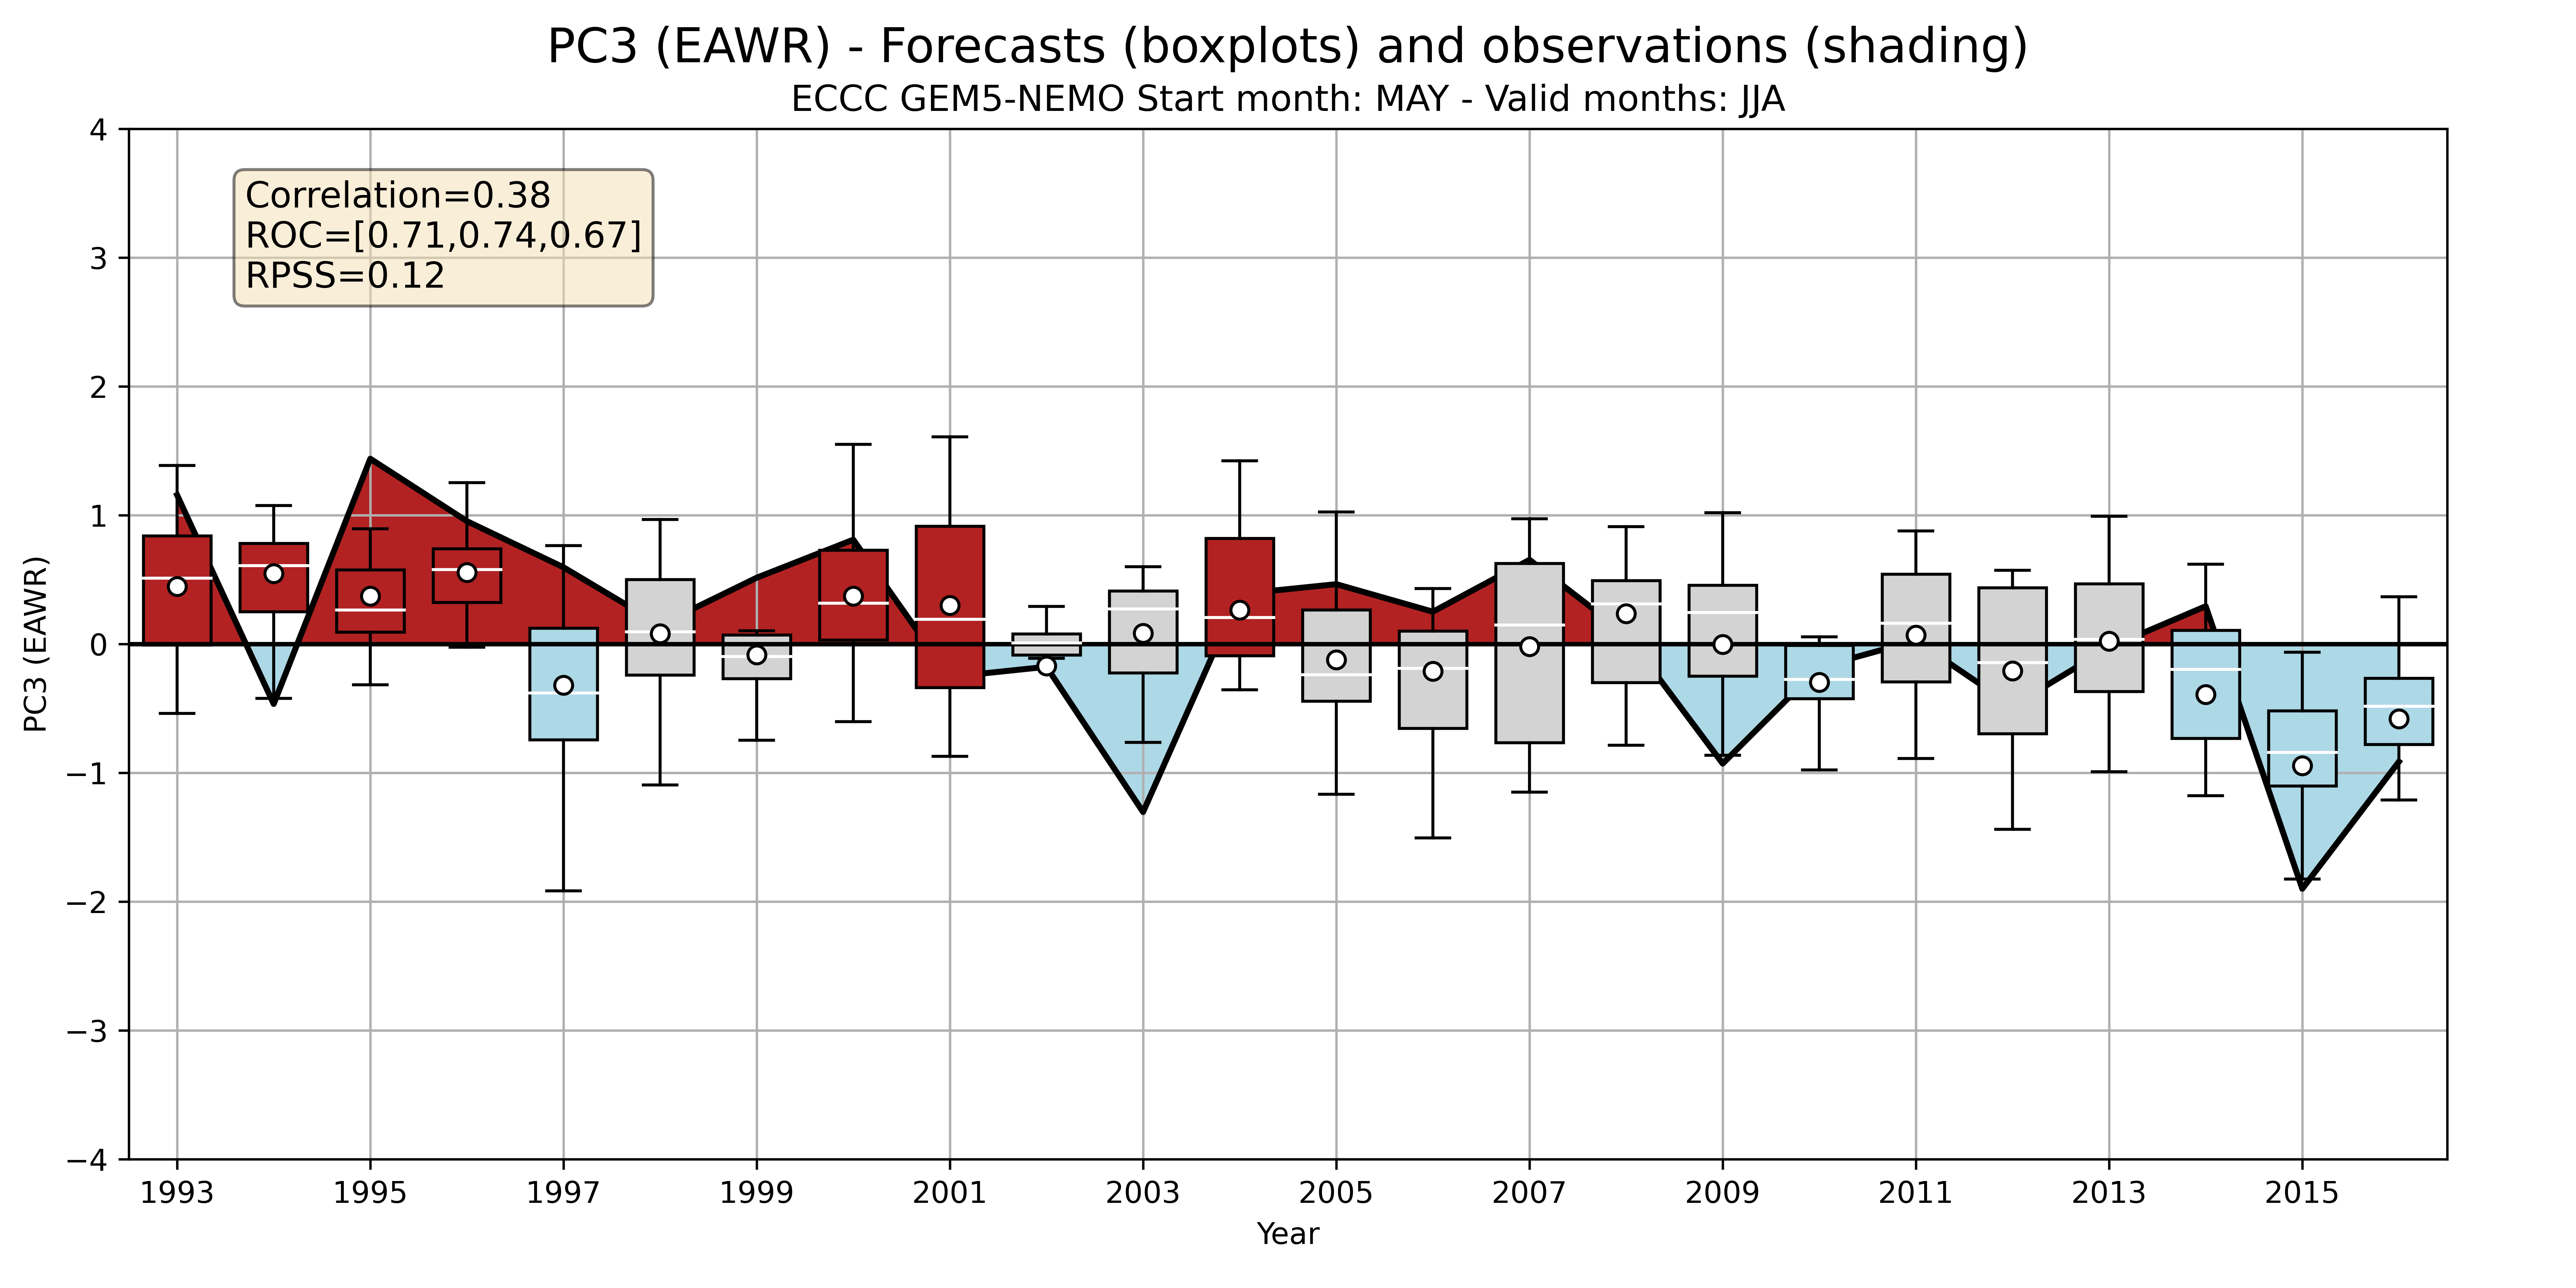 PC3 (EAWR) - Forecasts (boxplots) and observations (shading)
ECCC GEM5-NEMO Start month: MAY - Valid months: JJA
Correlation=0.38
ROC=[0.71,0.74,0.67]
RPSS=0.12
PC3 (EAWR)
4
3
2
1
0
−1
−2
−3
−4
1993 1995 1997 1999 2001 2003 2005 2007 2009 2011 2013 2015
Year